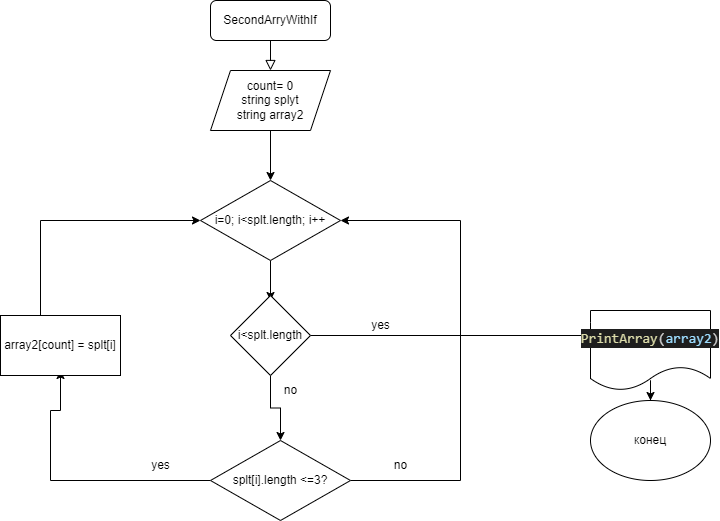 SecondArryWithIf
count= 0
string splyt
string array2
i=0; i<splt.length; i++
i<splt.length
yes
PrintArray(array2)
array2[count] = splt[i]
no
конец
yes
splt[i].length <=3?
no